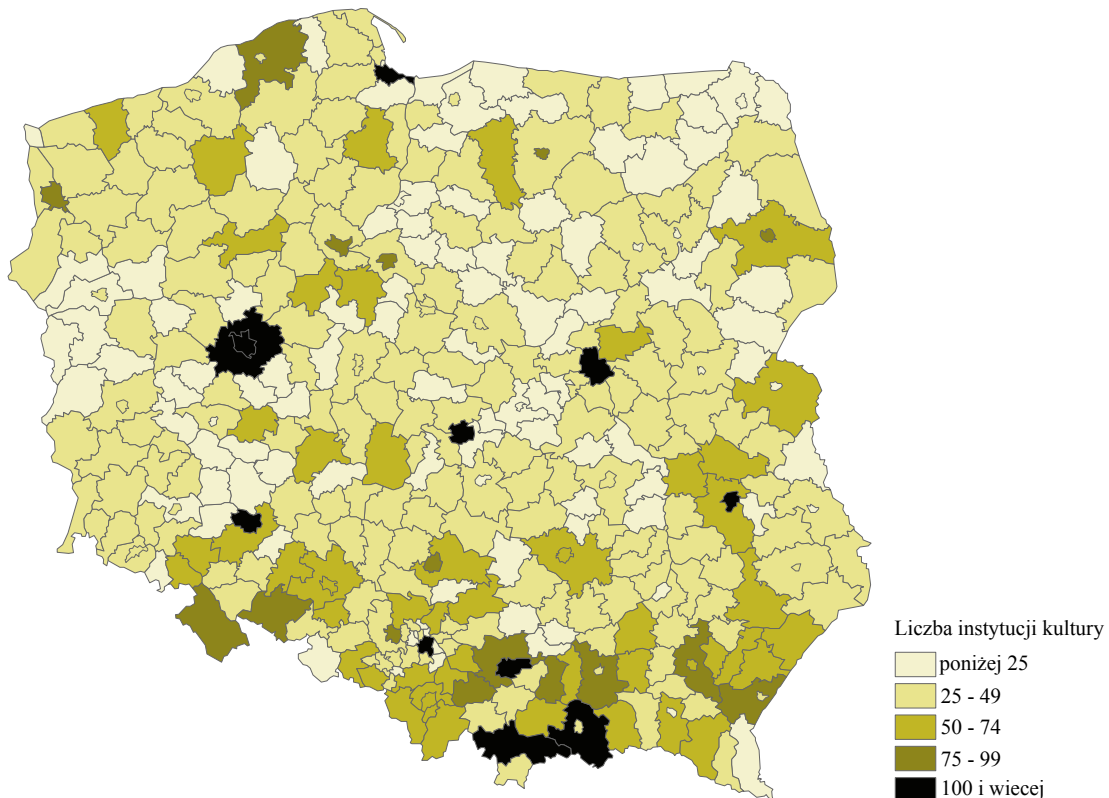 Liczba instytucji kultury
poniżej 25
25 - 49
50 - 74
75 - 99
100 i wiecej